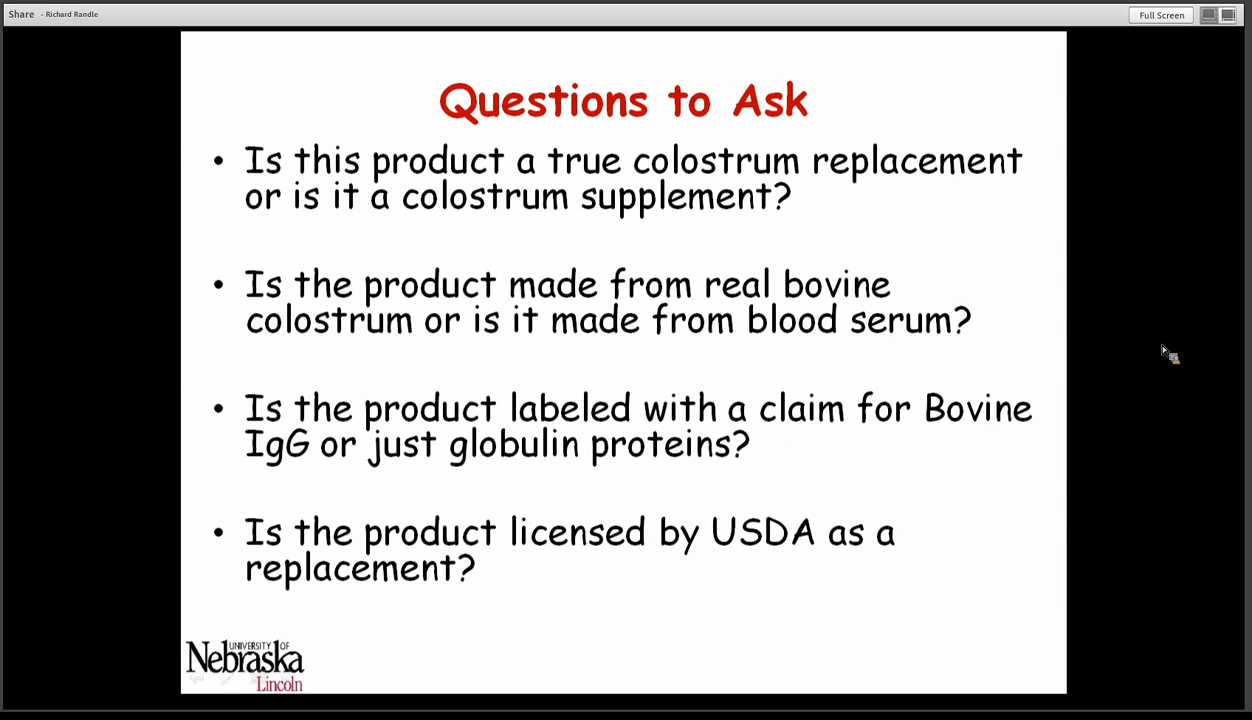 Share - Richard Randle
Full Screen
Questions to Ask
• Is this product a true colostrum replacement
or is it a colostrum supplement?
• Is the product made from real bovine
colostrum or is it made from blood serum?
• Is the product labeled with a claim for Bovine
IgG or just globulin proteins?
• Is the product licensed by USDA as a
replacement?
UNIVERSITY OF
Nebraska
Lincoln